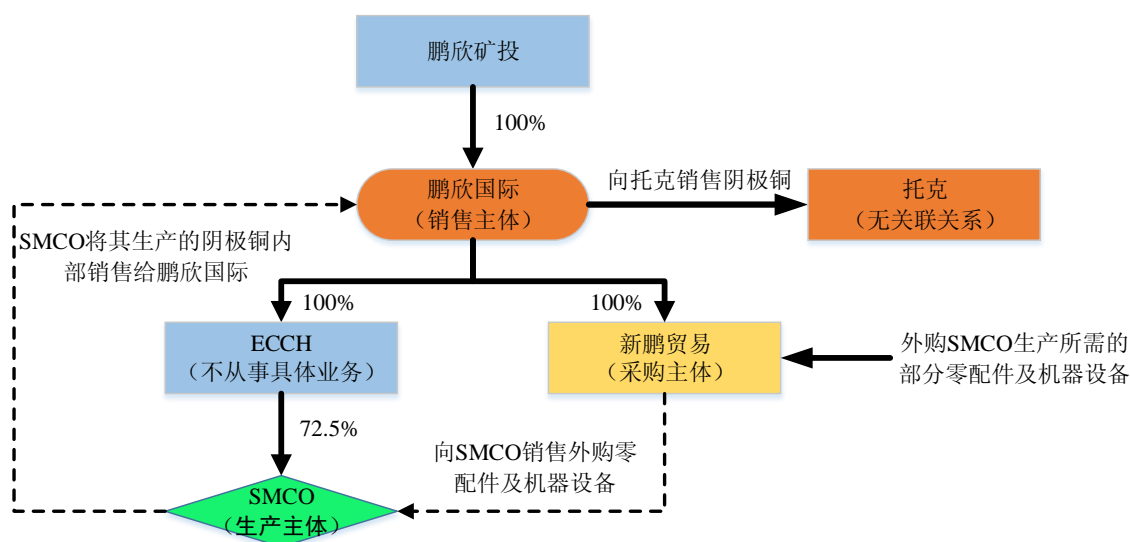 鹏欣矿投
100%
鹏欣国际
（销售主体）
向托克销售阴极铜
托克
（无关联关系）
SMCO将其生产的阴极铜内
部销售给鹏欣国际
100%
100%
ECCH
（不从事具体业务）
新鹏贸易
（采购主体）
外购SMCO生产所需的
部分零配件及机器设备
72.5%
向SMCO销售外购零
配件及机器设备
SMCO
（生产主体）